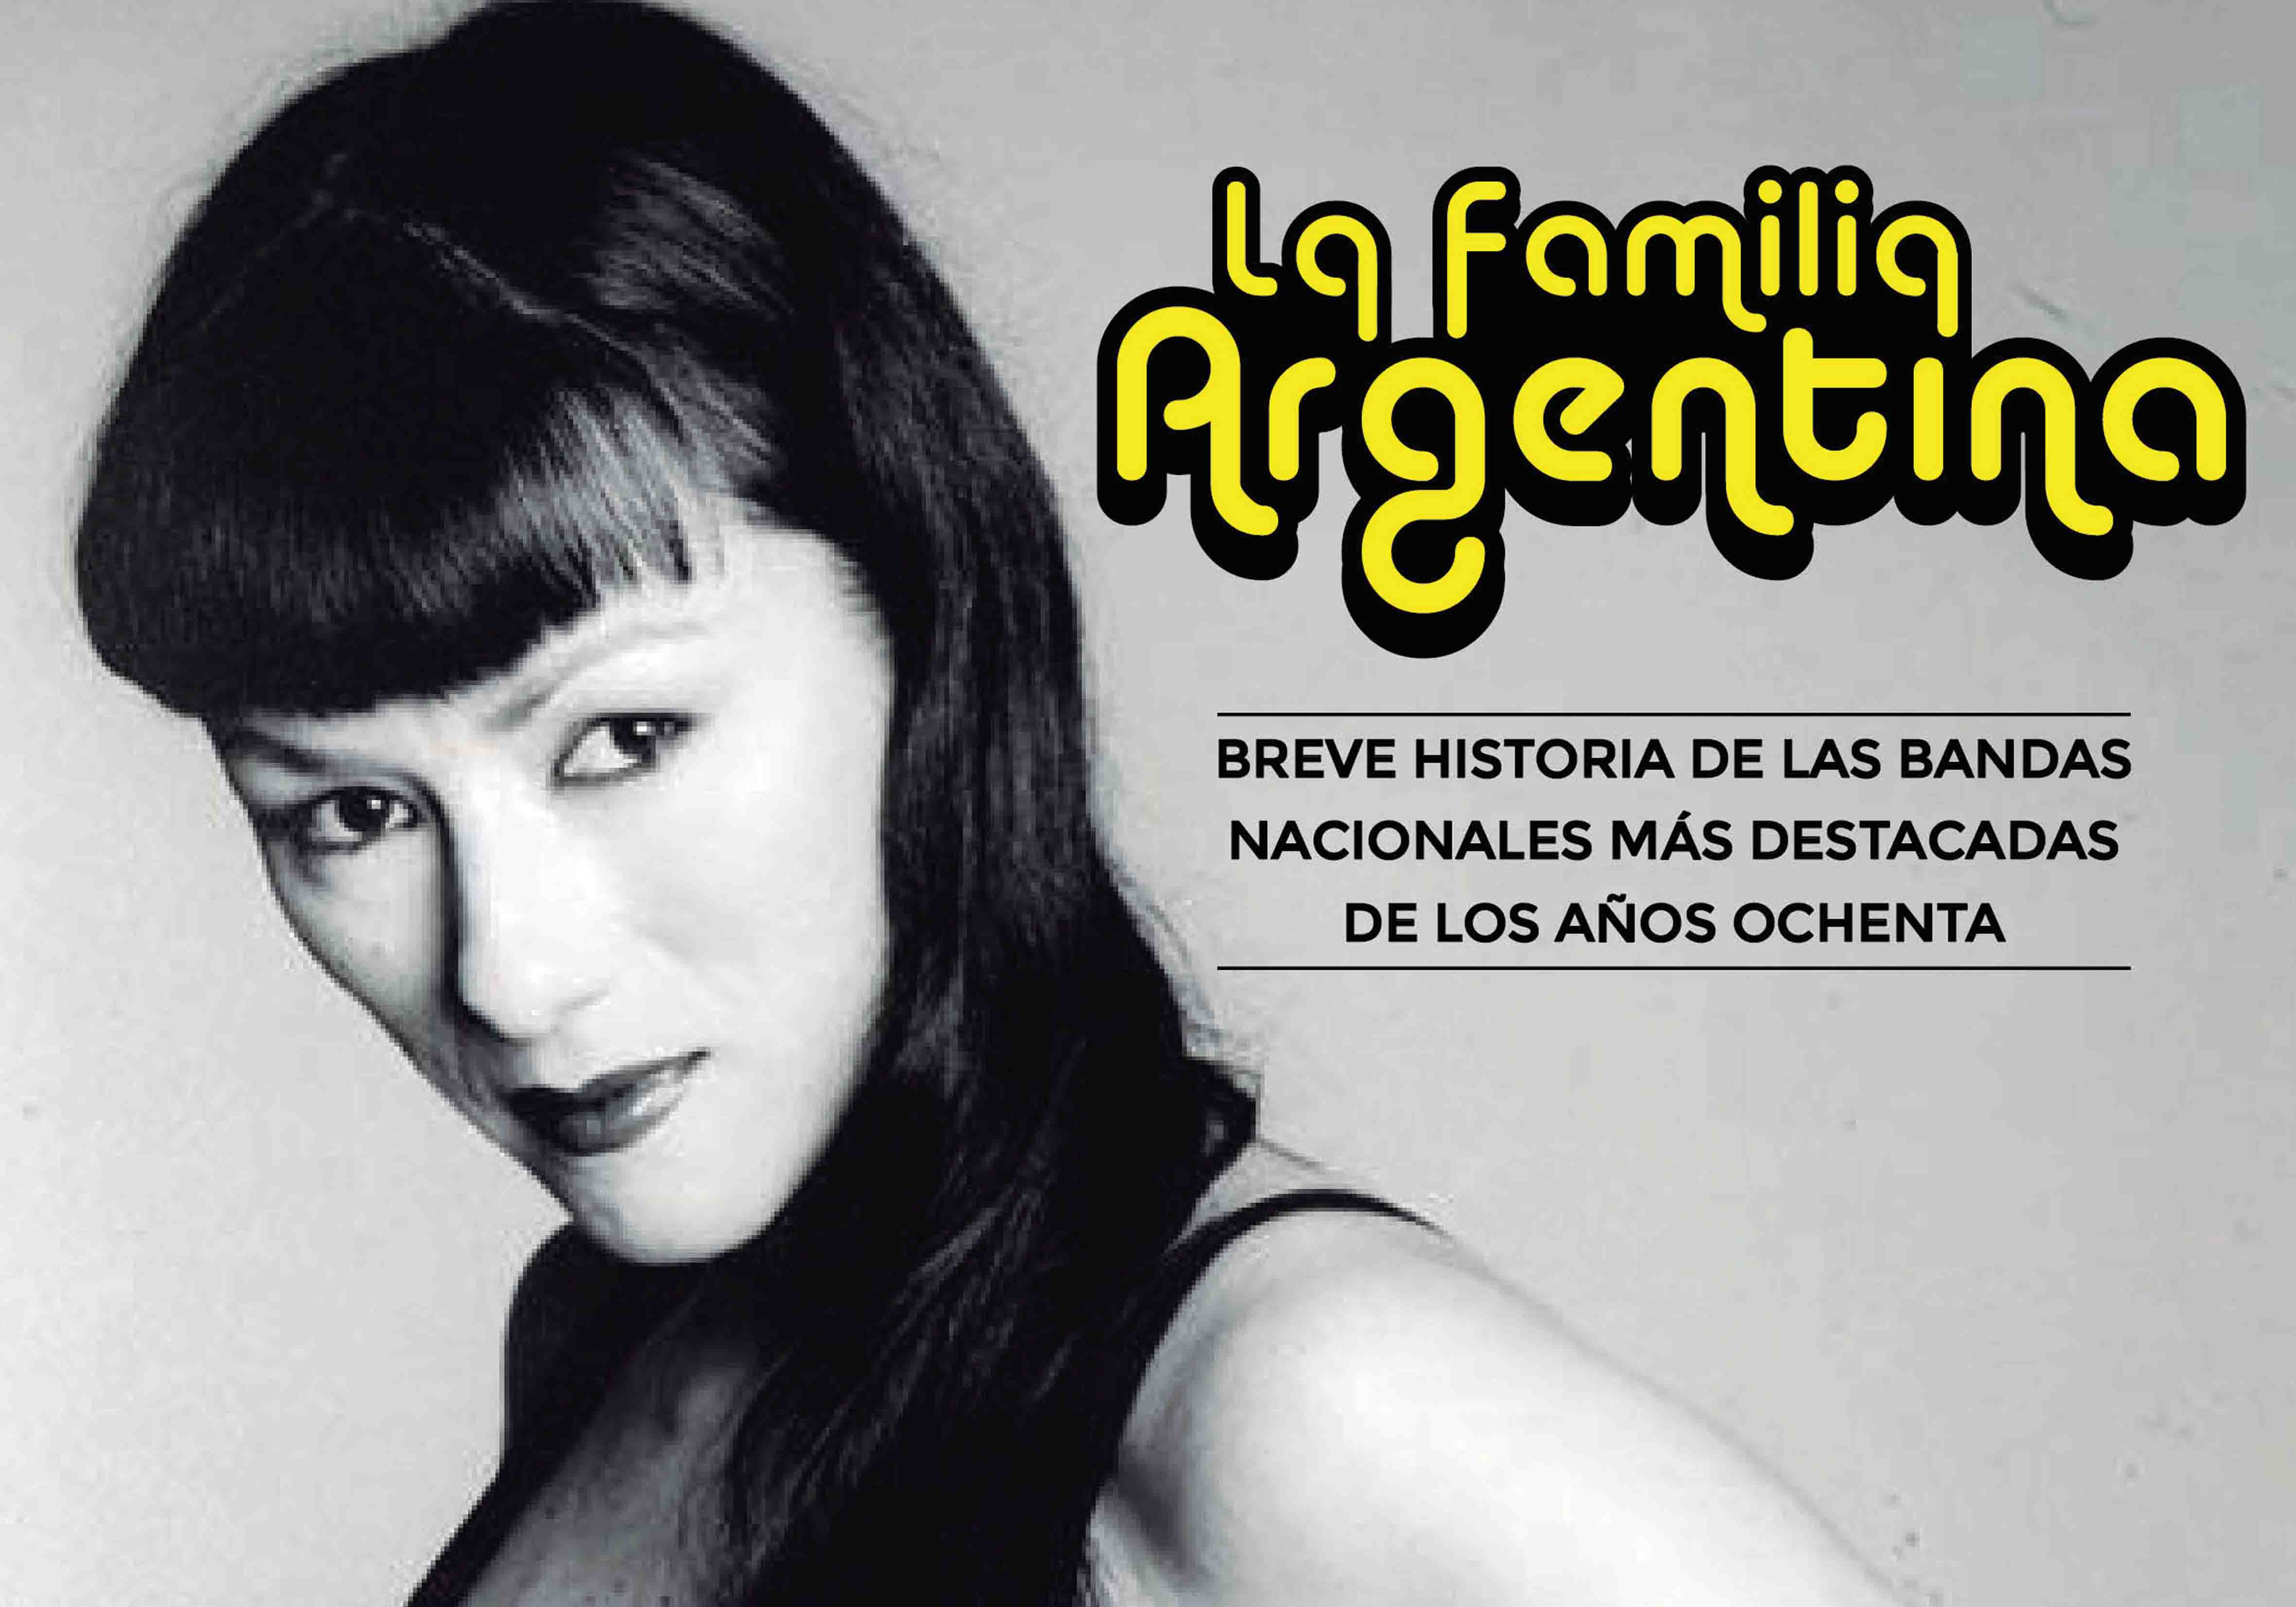 La Familia
Argentina
BREVE HISTORIA DE LAS BANDAS
NACIONALES MÁS DESTACADAS
DE LOS AÑOS OCHENTA